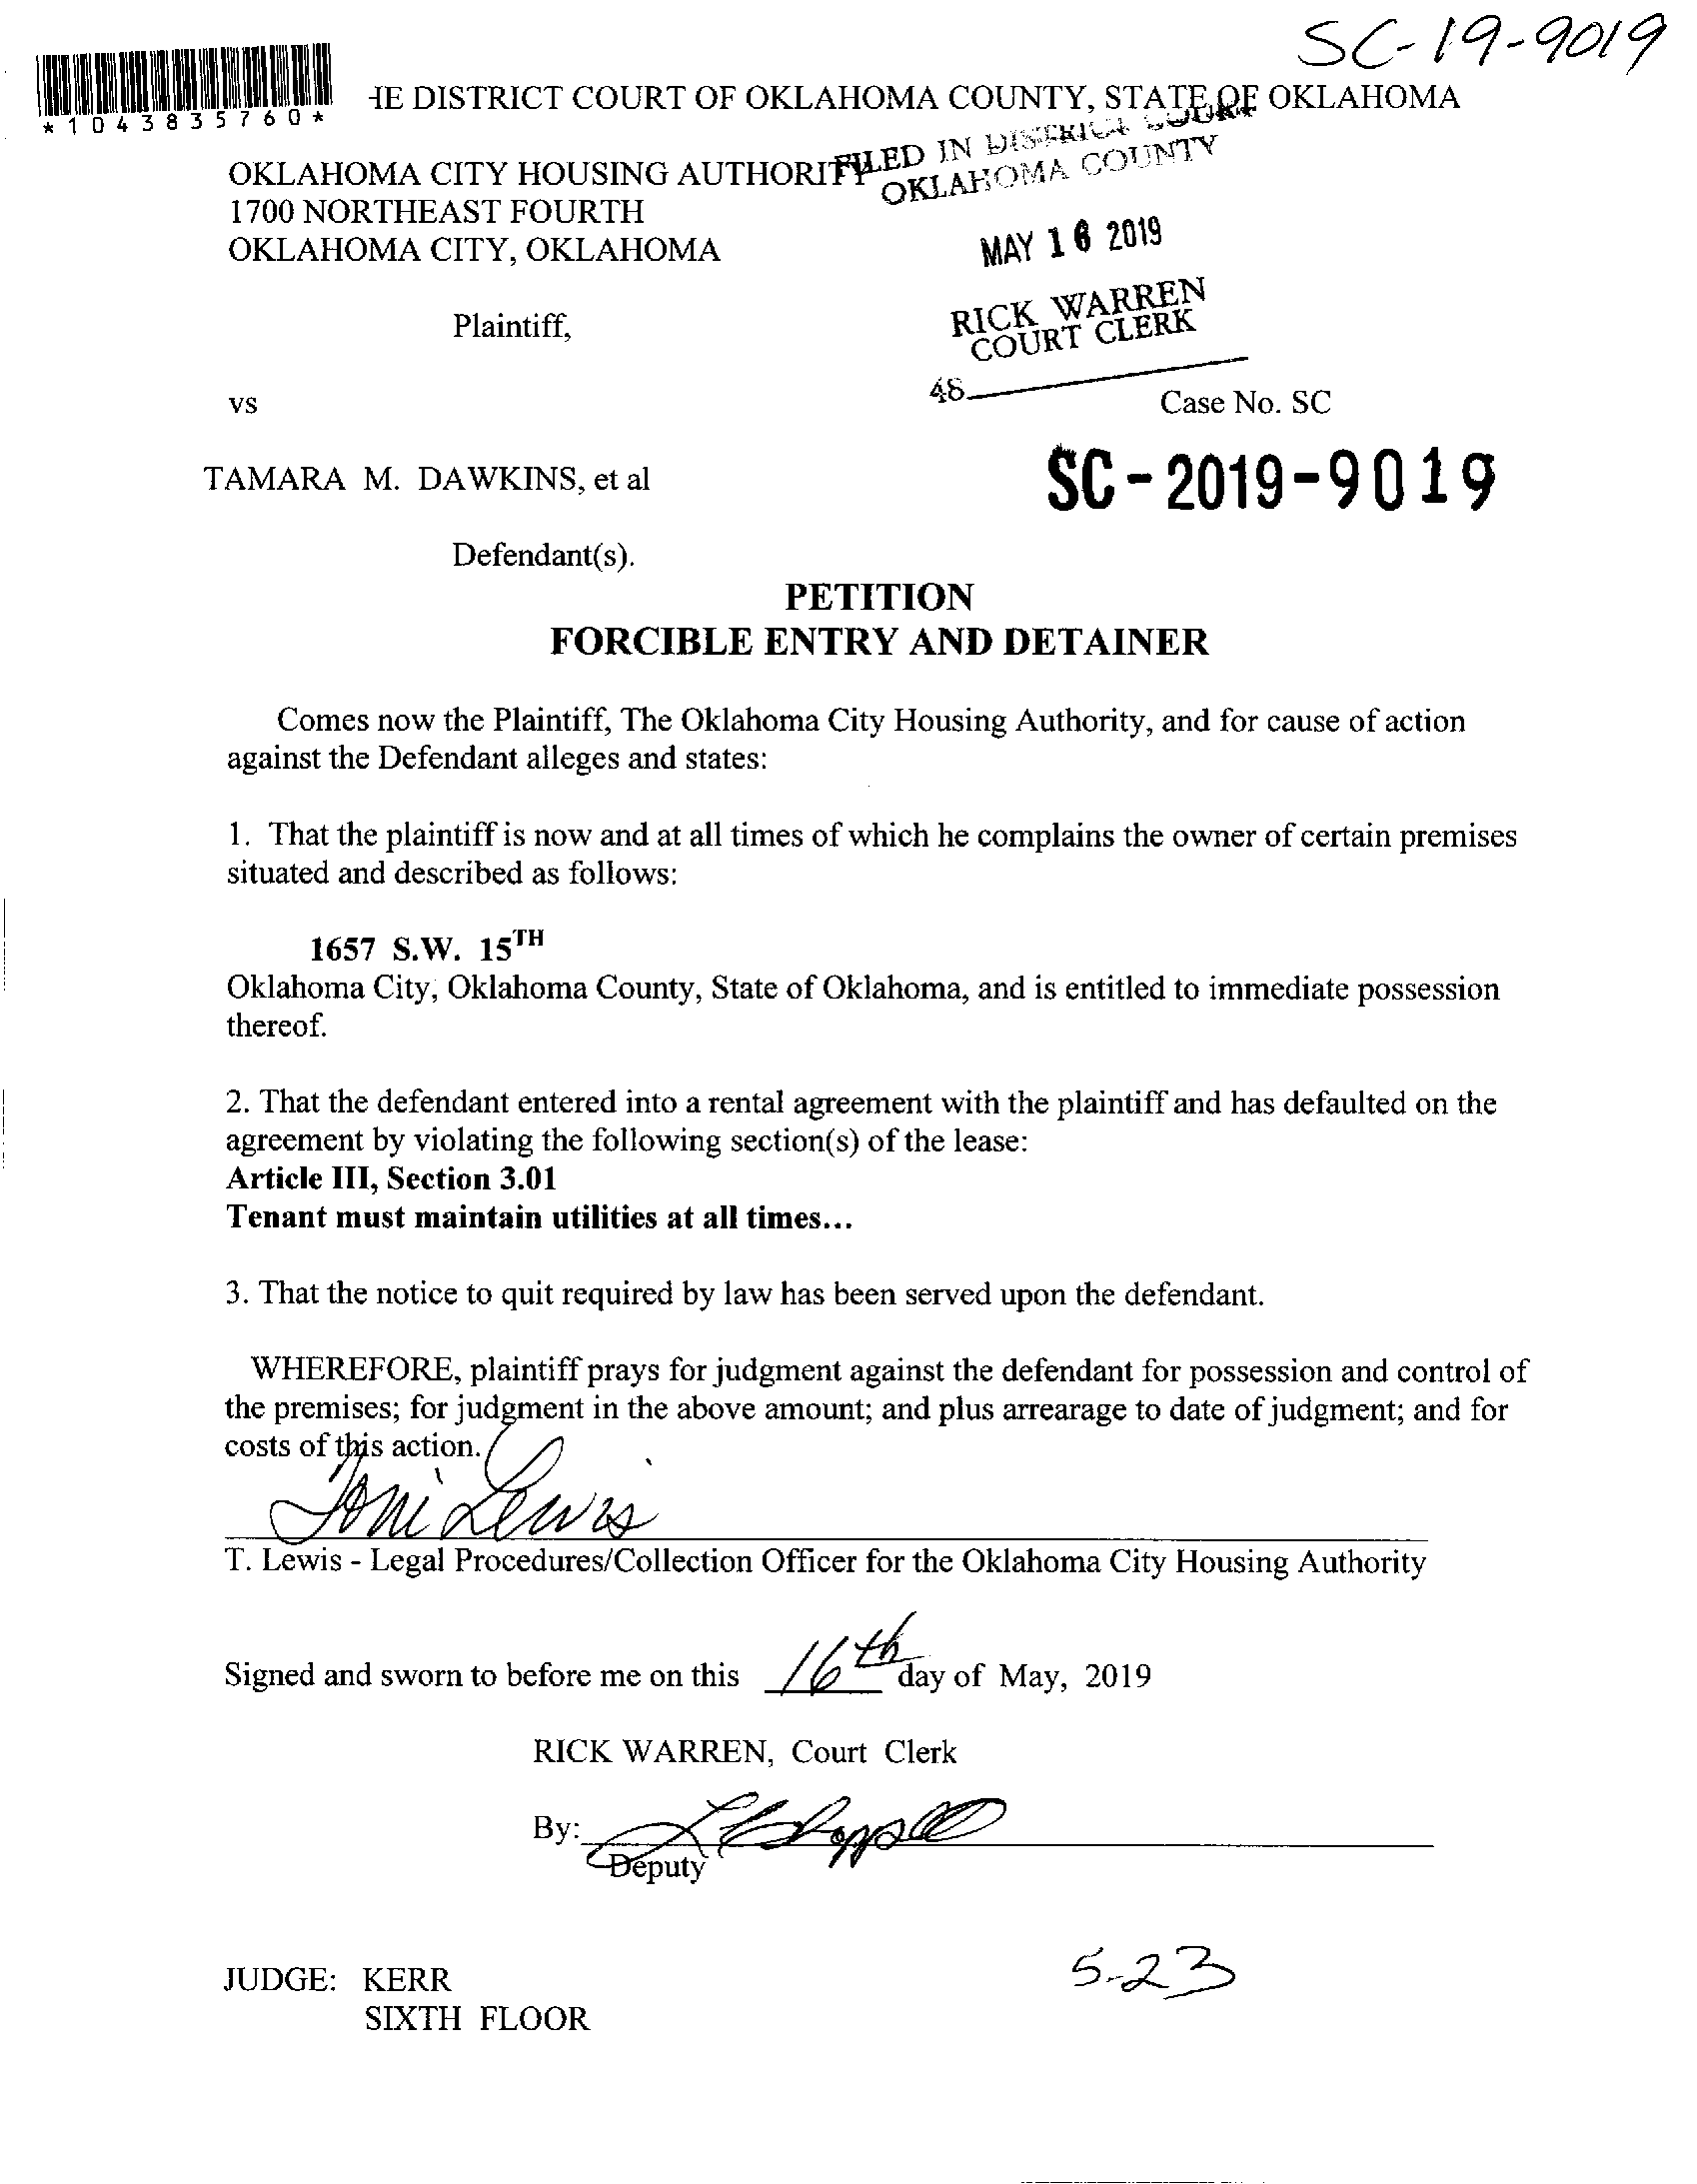 SC-19-9019
*1043835760*
HE DISTRICT COURT OF OKLAHOMA COUNTY, STATE OF OKLAHOMA
FILED IN DISTRICT COURT
OKLAHOMA COUNTY
OKLAHOMA CITY HOUSING AUTHORITY
1700 NORTHEAST FOURTH
OKLAHOMA CITY, OKLAHOMA
MAY 16 2019
RICK WARREN
COURT CLERK
Plaintiff,
48
vs
Case No. SC
TAMARA M. DAWKINS, et al
SC-2019-9019
Defendant(s).
PETITION
FORCIBLE ENTRY AND DETAINER
Comes now the Plaintiff, The Oklahoma City Housing Authority, and for cause of action
against the Defendant alleges and states:
1. That the plaintiff is now and at all times of which he complains the owner of certain premises
situated and described as follows:
1657 S.W. 15TH
Oklahoma City, Oklahoma County, State of Oklahoma, and is entitled to immediate possession
thereof.
2. That the defendant entered into a rental agreement with the plaintiff and has defaulted on the
agreement by violating the following section(s) of the lease:
Article III, Section 3.01
Tenant must maintain utilities at all times...
3. That the notice to quit required by law has been served upon the defendant.
WHEREFORE, plaintiff prays for judgment against the defendant for possession and control of
the premises; for judgment in the above amount; and plus arrearage to date of judgment; and for
costs of this action.
Toni Lewis
T. Lewis - Legal Procedures/Collection Officer for the Oklahoma City Housing Authority
Signed and sworn to before me on this 16th day of May, 2019
RICK WARREN, Court Clerk
By:
Deputy
JUDGE: KERR
SIXTH FLOOR
5-23